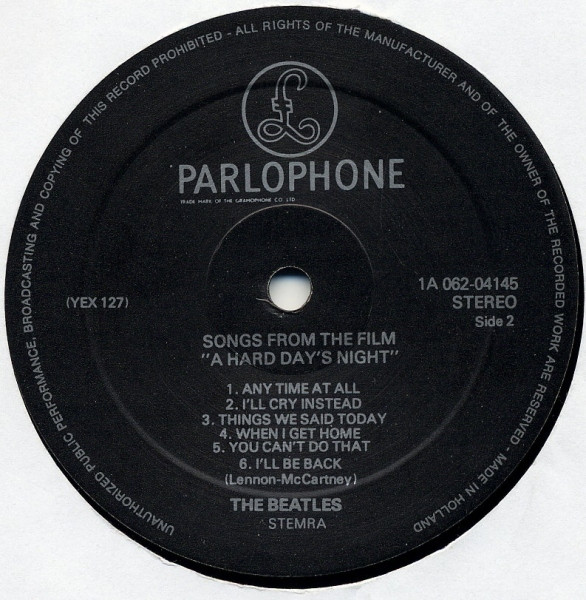 UNAUTHORIZED PUBLIC PERFORMANCE, BROADCASTING AND COPYING OF THIS RECORD PROHIBITED - ALL RIGHTS OF THE MANUFACTURER AND OF THE OWNER OF THE RECORDED WORK ARE RESERVED - MADE IN HOLLAND
£
PARLOPHONE
TRADE MARK OF THE GRAMOPHONE CO. LTD
1A 062-04145
(YEX 127)
STEREO
Side 2
SONGS FROM THE FILM
"A HARD DAY'S NIGHT"
1. ANY TIME AT ALL
2. I'LL CRY INSTEAD
3. THINGS WE SAID TODAY
4. WHEN I GET HOME
5. YOU CAN'T DO THAT
6. I'LL BE BACK
(Lennon-McCartney)
THE BEATLES
STEMRA